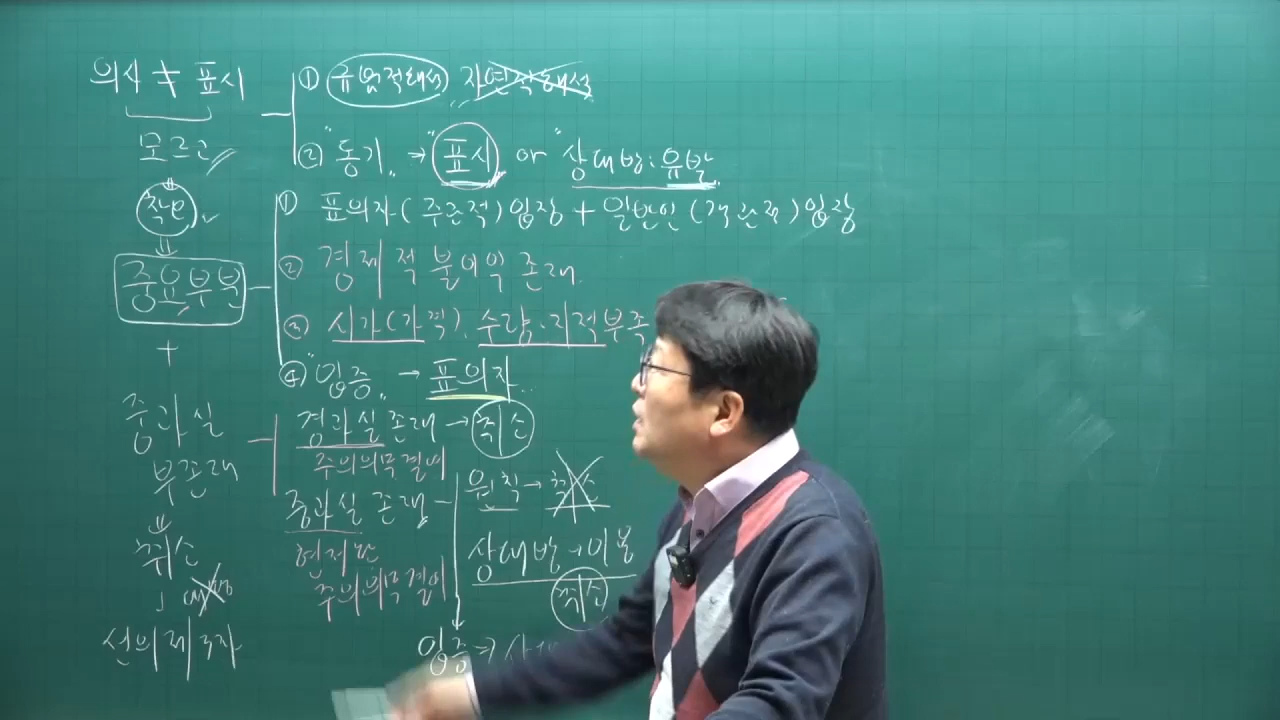 의사 ≠ 표시
① 규범적해석 자연적해석
모르고
② "동기" → "표시" or "상대방: 유발"
착오
① 표의자(주관적)입장 + 일반인(객관적)입장
중요부분
② 경제적 불이익 존재
③ 시가(가격), 수량·지적부족
+
④ "입증" → 표의자
중과실
부존재
경과실 존재 → 취소
주의의무결여
중과실 존재
원칙 → 취소
현저한
주의의무결여
상대방 → 이용
취소
취소
↓
선의제3자
입증 ⇒ 상대